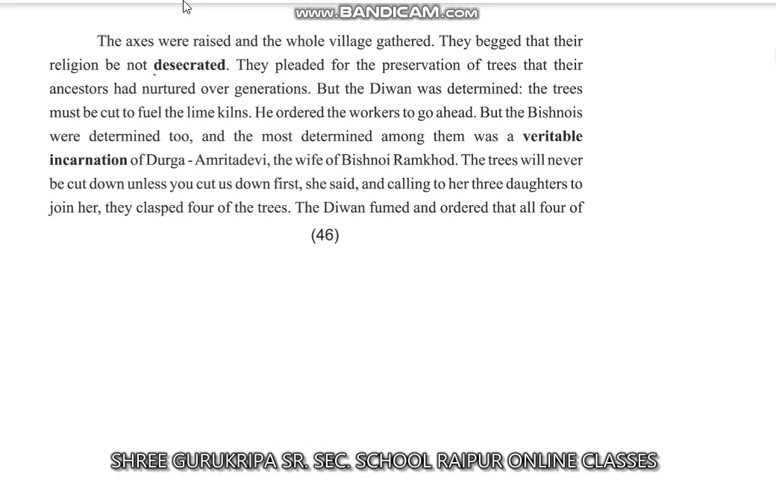 WWW.BANDICAM.COM
The axes were raised and the whole village gathered. They begged that their
religion be not desecrated. They pleaded for the preservation of trees that their
ancestors had nurtured over generations. But the Diwan was determined: the trees
must be cut to fuel the lime kilns. He ordered the workers to go ahead. But the Bishnois
were determined too, and the most determined among them was a veritable
incarnation of Durga - Amritadevi, the wife of Bishnoi Ramkhod. The trees will never
be cut down unless you cut us down first, she said, and calling to her three daughters to
join her, they clasped four of the trees. The Diwan fumed and ordered that all four of
(46)
SHREE GURUKRIPA SR. SEC. SCHOOL RAIPUR ONLINE CLASSES